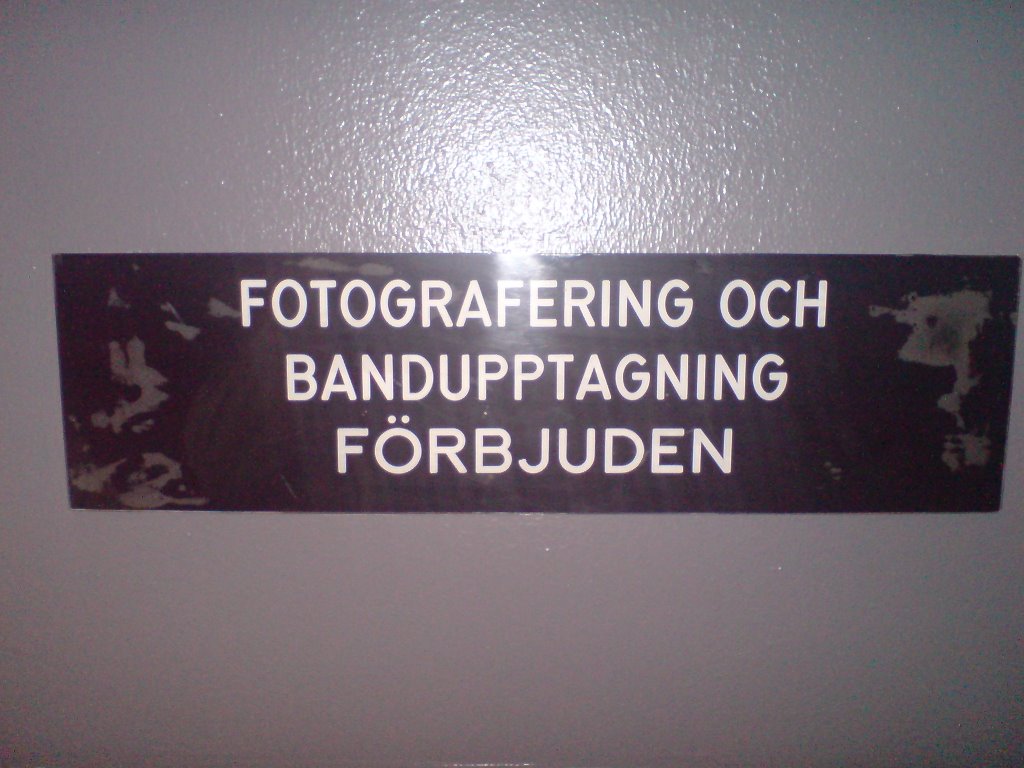 FOTOGRAFERING OCH
BANDUPPTAGNING
FÖRBJUDEN